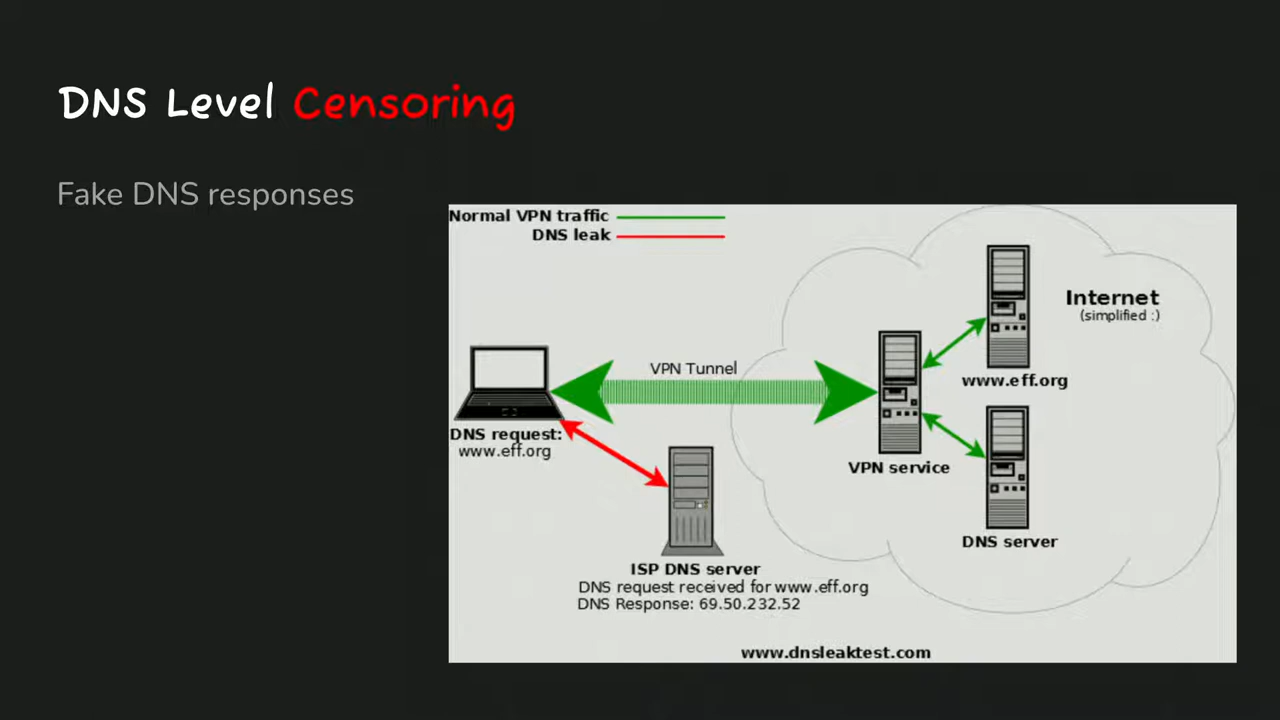 DNS Level Censoring
Fake DNS responses
Normal VPN traffic
DNS leak
Internet
(simplified :)
www.eff.org
VPN Tunnel
DNS request:
www.eff.org
VPN service
DNS server
ISP DNS server
DNS request received for www.eff.org
DNS Response: 69.50.232.52
www.dnsleaktest.com